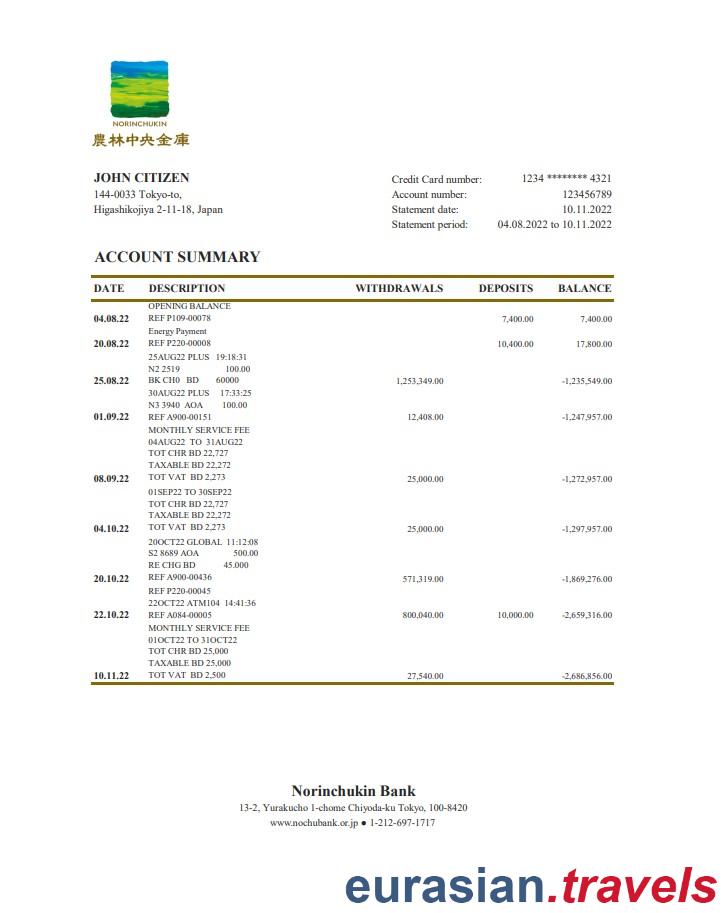 NORINCHUKIN
農林中央金庫
JOHN CITIZEN
144-0033 Tokyo-to,
Higashikojiya 2-11-18, Japan
Credit Card number: 1234 ******** 4321
Account number: 123456789
Statement date: 10.11.2022
Statement period: 04.08.2022 to 10.11.2022
ACCOUNT SUMMARY
DATE DESCRIPTION WITHDRAWALS DEPOSITS BALANCE
OPENING BALANCE
04.08.22 REF P109-00078 7,400.00 7,400.00
Energy Payment
20.08.22 REF P220-00008 10,400.00 17,800.00
25AUG22 PLUS 19:18:31
N2 2519 100.00
25.08.22 BK CH0 BD 60000 1,253,349.00 -1,235,549.00
30AUG22 PLUS 17:33:25
N3 3940 AOA 100.00
01.09.22 REF A900-00151 12,408.00 -1,247,957.00
MONTHLY SERVICE FEE
04AUG22 TO 31AUG22
TOT CHR BD 22,727
TAXABLE BD 22,272
08.09.22 TOT VAT BD 2,273 25,000.00 -1,272,957.00
01SEP22 TO 30SEP22
TOT CHR BD 22,727
TAXABLE BD 22,272
04.10.22 TOT VAT BD 2,273 25,000.00 -1,297,957.00
20OCT22 GLOBAL 11:12:08
S2 8689 AOA 500.00
RE CHG BD 45.000
20.10.22 REF A900-00436 571,319.00 -1,869,276.00
REF P220-00045
22OCT22 ATM104 14:41:36
22.10.22 REF A084-00005 800,040.00 10,000.00 -2,659,316.00
MONTHLY SERVICE FEE
01OCT22 TO 31OCT22
TOT CHR BD 25,000
TAXABLE BD 25,000
10.11.22 TOT VAT BD 2,500 27,540.00 -2,686,856.00
Norinchukin Bank
13-2, Yurakucho 1-chome Chiyoda-ku Tokyo, 100-8420
www.nochubank.or.jp ● 1-212-697-1717
eurasian.travels